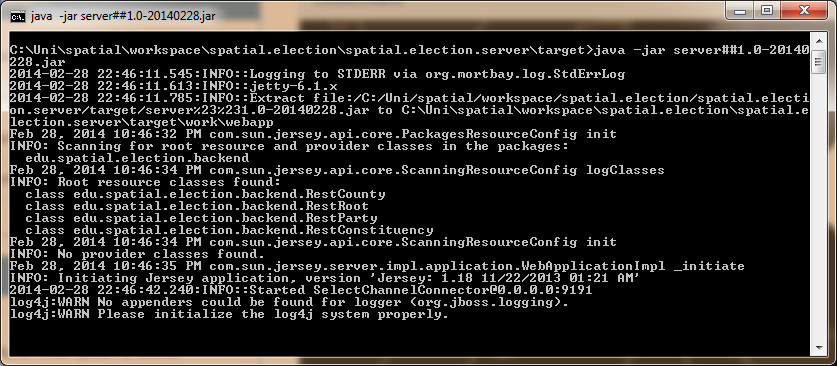 java -jar server##1.0-20140228.jar
C:\Uni\spatial\workspace\spatial.election\spatial.election.server\target>java -jar server##1.0-20140
228.jar
2014-02-28 22:46:11.545:INFO::Logging to STDERR via org.mortbay.log.StdErrLog
2014-02-28 22:46:11.613:INFO::jetty-6.1.x
2014-02-28 22:46:11.785:INFO::Extract file:/C:/Uni/spatial/workspace/spatial.election/spatial.electi
on.server/target/server%23%231.0-20140228.jar to C:\Uni\spatial\workspace\spatial.election\spatial.e
lection.server\target\work\webapp
Feb 28, 2014 10:46:32 PM com.sun.jersey.api.core.PackagesResourceConfig init
INFO: Scanning for root resource and provider classes in the packages:
  edu.spatial.election.backend
Feb 28, 2014 10:46:34 PM com.sun.jersey.api.core.ScanningResourceConfig logClasses
INFO: Root resource classes found:
  class edu.spatial.election.backend.RestCounty
  class edu.spatial.election.backend.RestRoot
  class edu.spatial.election.backend.RestParty
  class edu.spatial.election.backend.RestConstituency
Feb 28, 2014 10:46:34 PM com.sun.jersey.api.core.ScanningResourceConfig init
INFO: No provider classes found.
Feb 28, 2014 10:46:35 PM com.sun.jersey.server.impl.application.WebApplicationImpl _initiate
INFO: Initiating Jersey application, version 'Jersey: 1.18 11/22/2013 01:21 AM'
2014-02-28 22:46:42.240:INFO::Started SelectChannelConnector@0.0.0.0:9191
log4j:WARN No appenders could be found for logger (org.jboss.logging).
log4j:WARN Please initialize the log4j system properly.